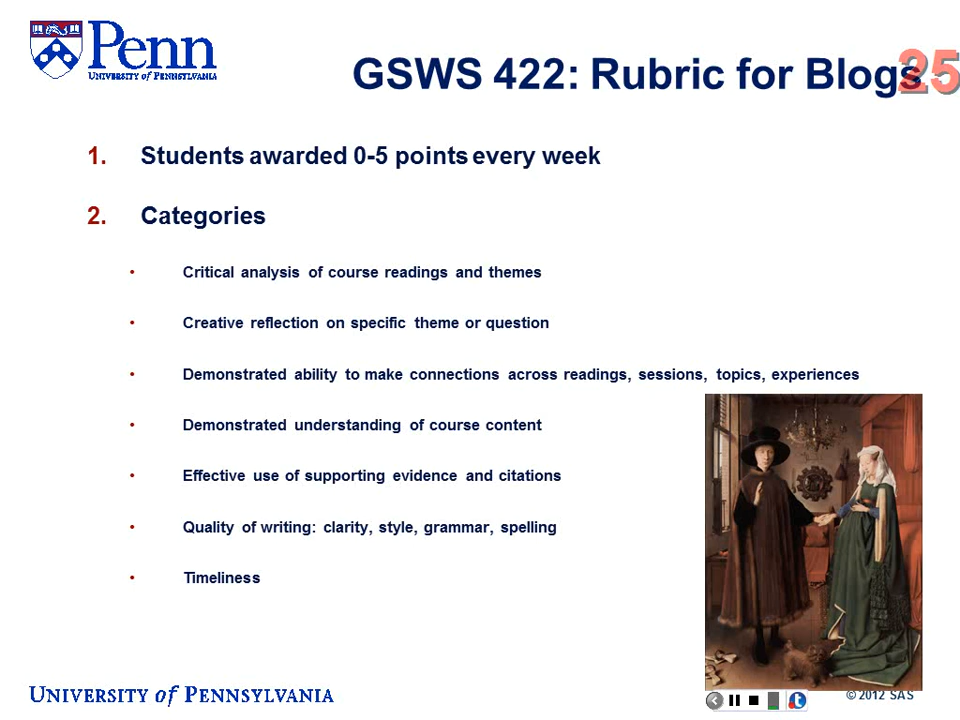 Penn
UNIVERSITY of PENNSYLVANIA
GSWS 422: Rubric for Blogs
25
1. Students awarded 0-5 points every week
2. Categories
• Critical analysis of course readings and themes
• Creative reflection on specific theme or question
• Demonstrated ability to make connections across readings, sessions, topics, experiences
• Demonstrated understanding of course content
• Effective use of supporting evidence and citations
• Quality of writing: clarity, style, grammar, spelling
• Timeliness
UNIVERSITY of PENNSYLVANIA
© 2012 SAS